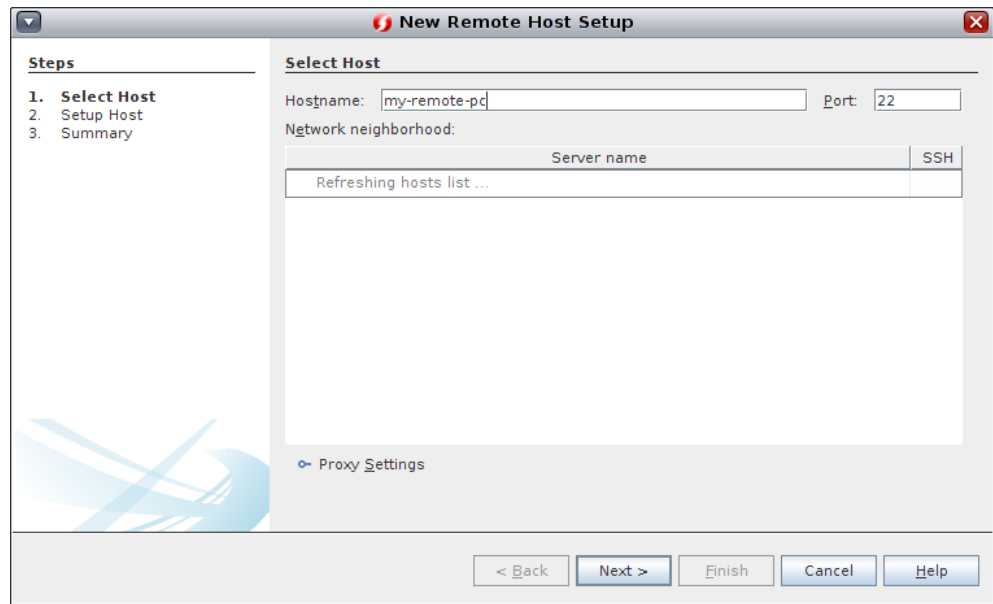 New Remote Host Setup
Steps
1. Select Host
2. Setup Host
3. Summary
Select Host
Hostname: my-remote-pc Port: 22
Network neighborhood:
Server name SSH
Refreshing hosts list ...
Proxy Settings
< Back Next > Finish Cancel Help